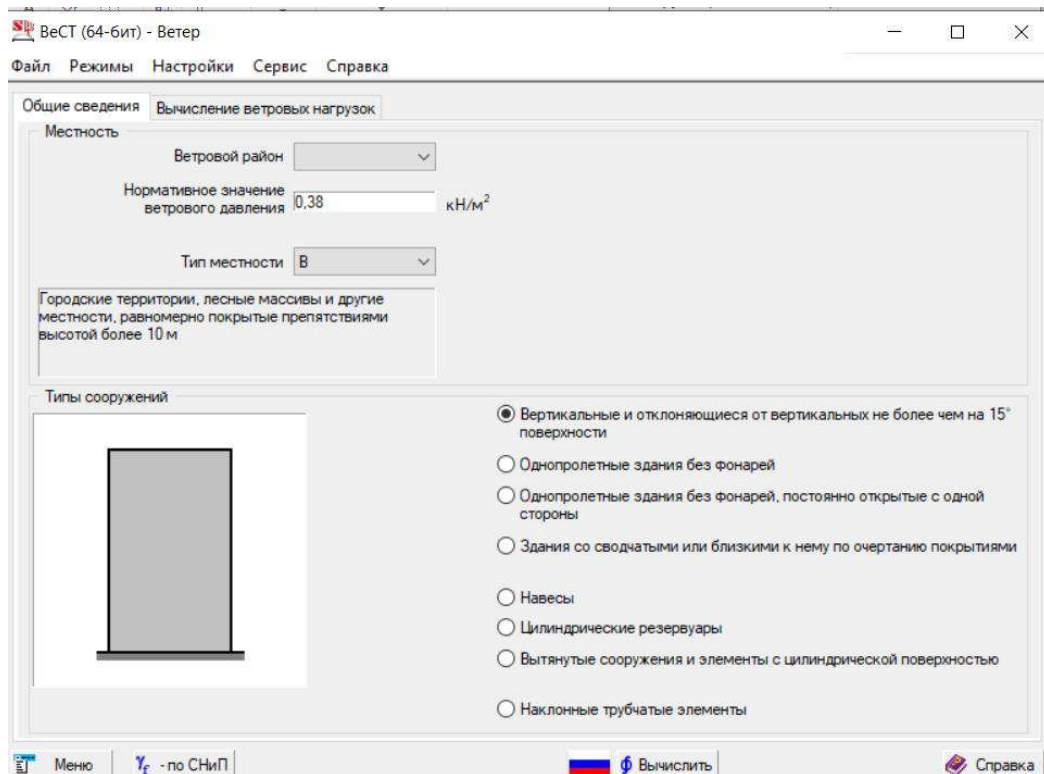 ВеСТ (64-бит) - Ветер
Файл Режимы Настройки Сервис Справка
Общие сведения Вычисление ветровых нагрузок
Местность
Ветровой район
Нормативное значение
ветрового давления 0,38 кН/м²
Тип местности В
Городские территории, лесные массивы и другие
местности, равномерно покрытые препятствиями
высотой более 10 м
Типы сооружений
Вертикальные и отклоняющиеся от вертикальных не более чем на 15°
поверхности
Однопролетные здания без фонарей
Однопролетные здания без фонарей, постоянно открытые с одной
стороны
Здания со сводчатыми или близкими к нему по очертанию покрытиями
Навесы
Цилиндрические резервуары
Вытянутые сооружения и элементы с цилиндрической поверхностью
Наклонные трубчатые элементы
Меню γf - по СНиП Вычислить Справка